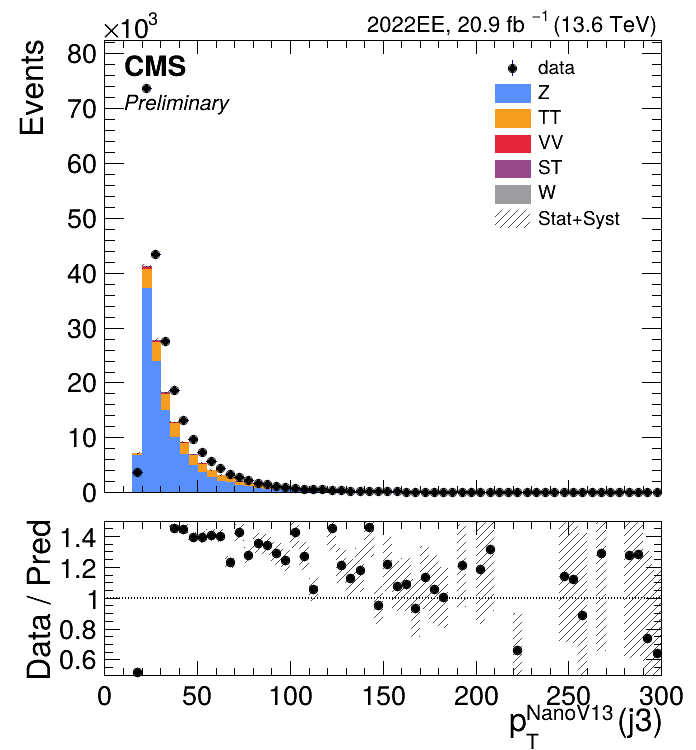 ×10³
2022EE, 20.9 fb⁻¹ (13.6 TeV)
Events
CMS
Preliminary
data
Z
TT
VV
ST
W
Stat+Syst
80
70
60
50
40
30
20
10
0
Data / Pred
1.4
1.2
1
0.8
0.6
0 50 100 150 200 250 300
p_T^NanoV13 (j3)